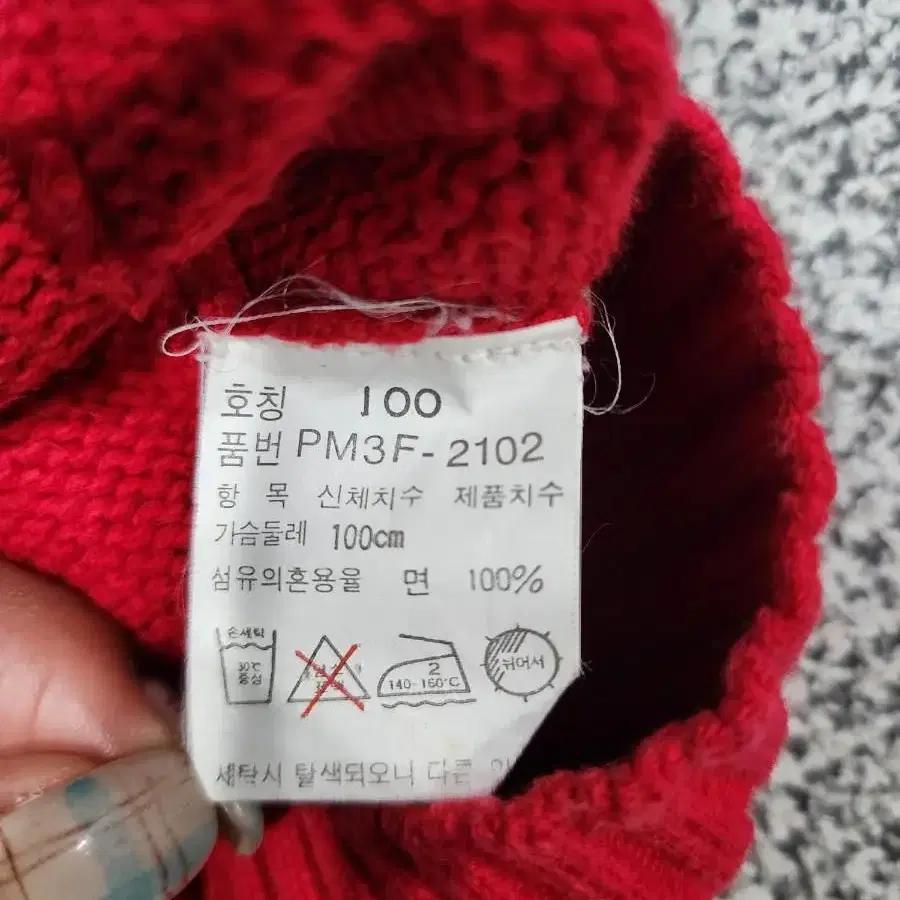 호칭 100
품번 PM3F-2102
항 목 신체치수 제품치수
가슴둘레 100cm
섬유의혼용율 면 100%
손세탁
30℃
중성
2
140-160℃
뉘어서
세탁시 탈색되오니 다른